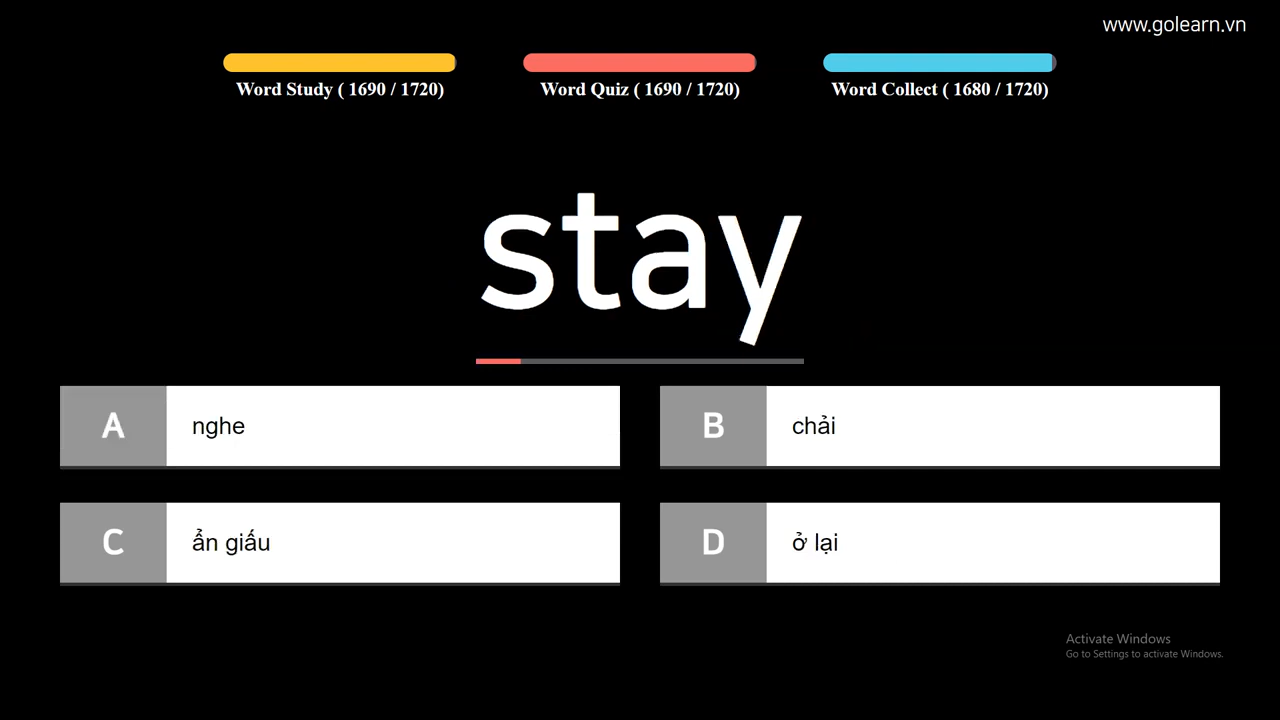 www.golearn.vn
Word Study ( 1690 / 1720)
Word Quiz ( 1690 / 1720)
Word Collect ( 1680 / 1720)
stay
A nghe
B chải
C ẩn giấu
D ở lại
Activate Windows
Go to Settings to activate Windows.